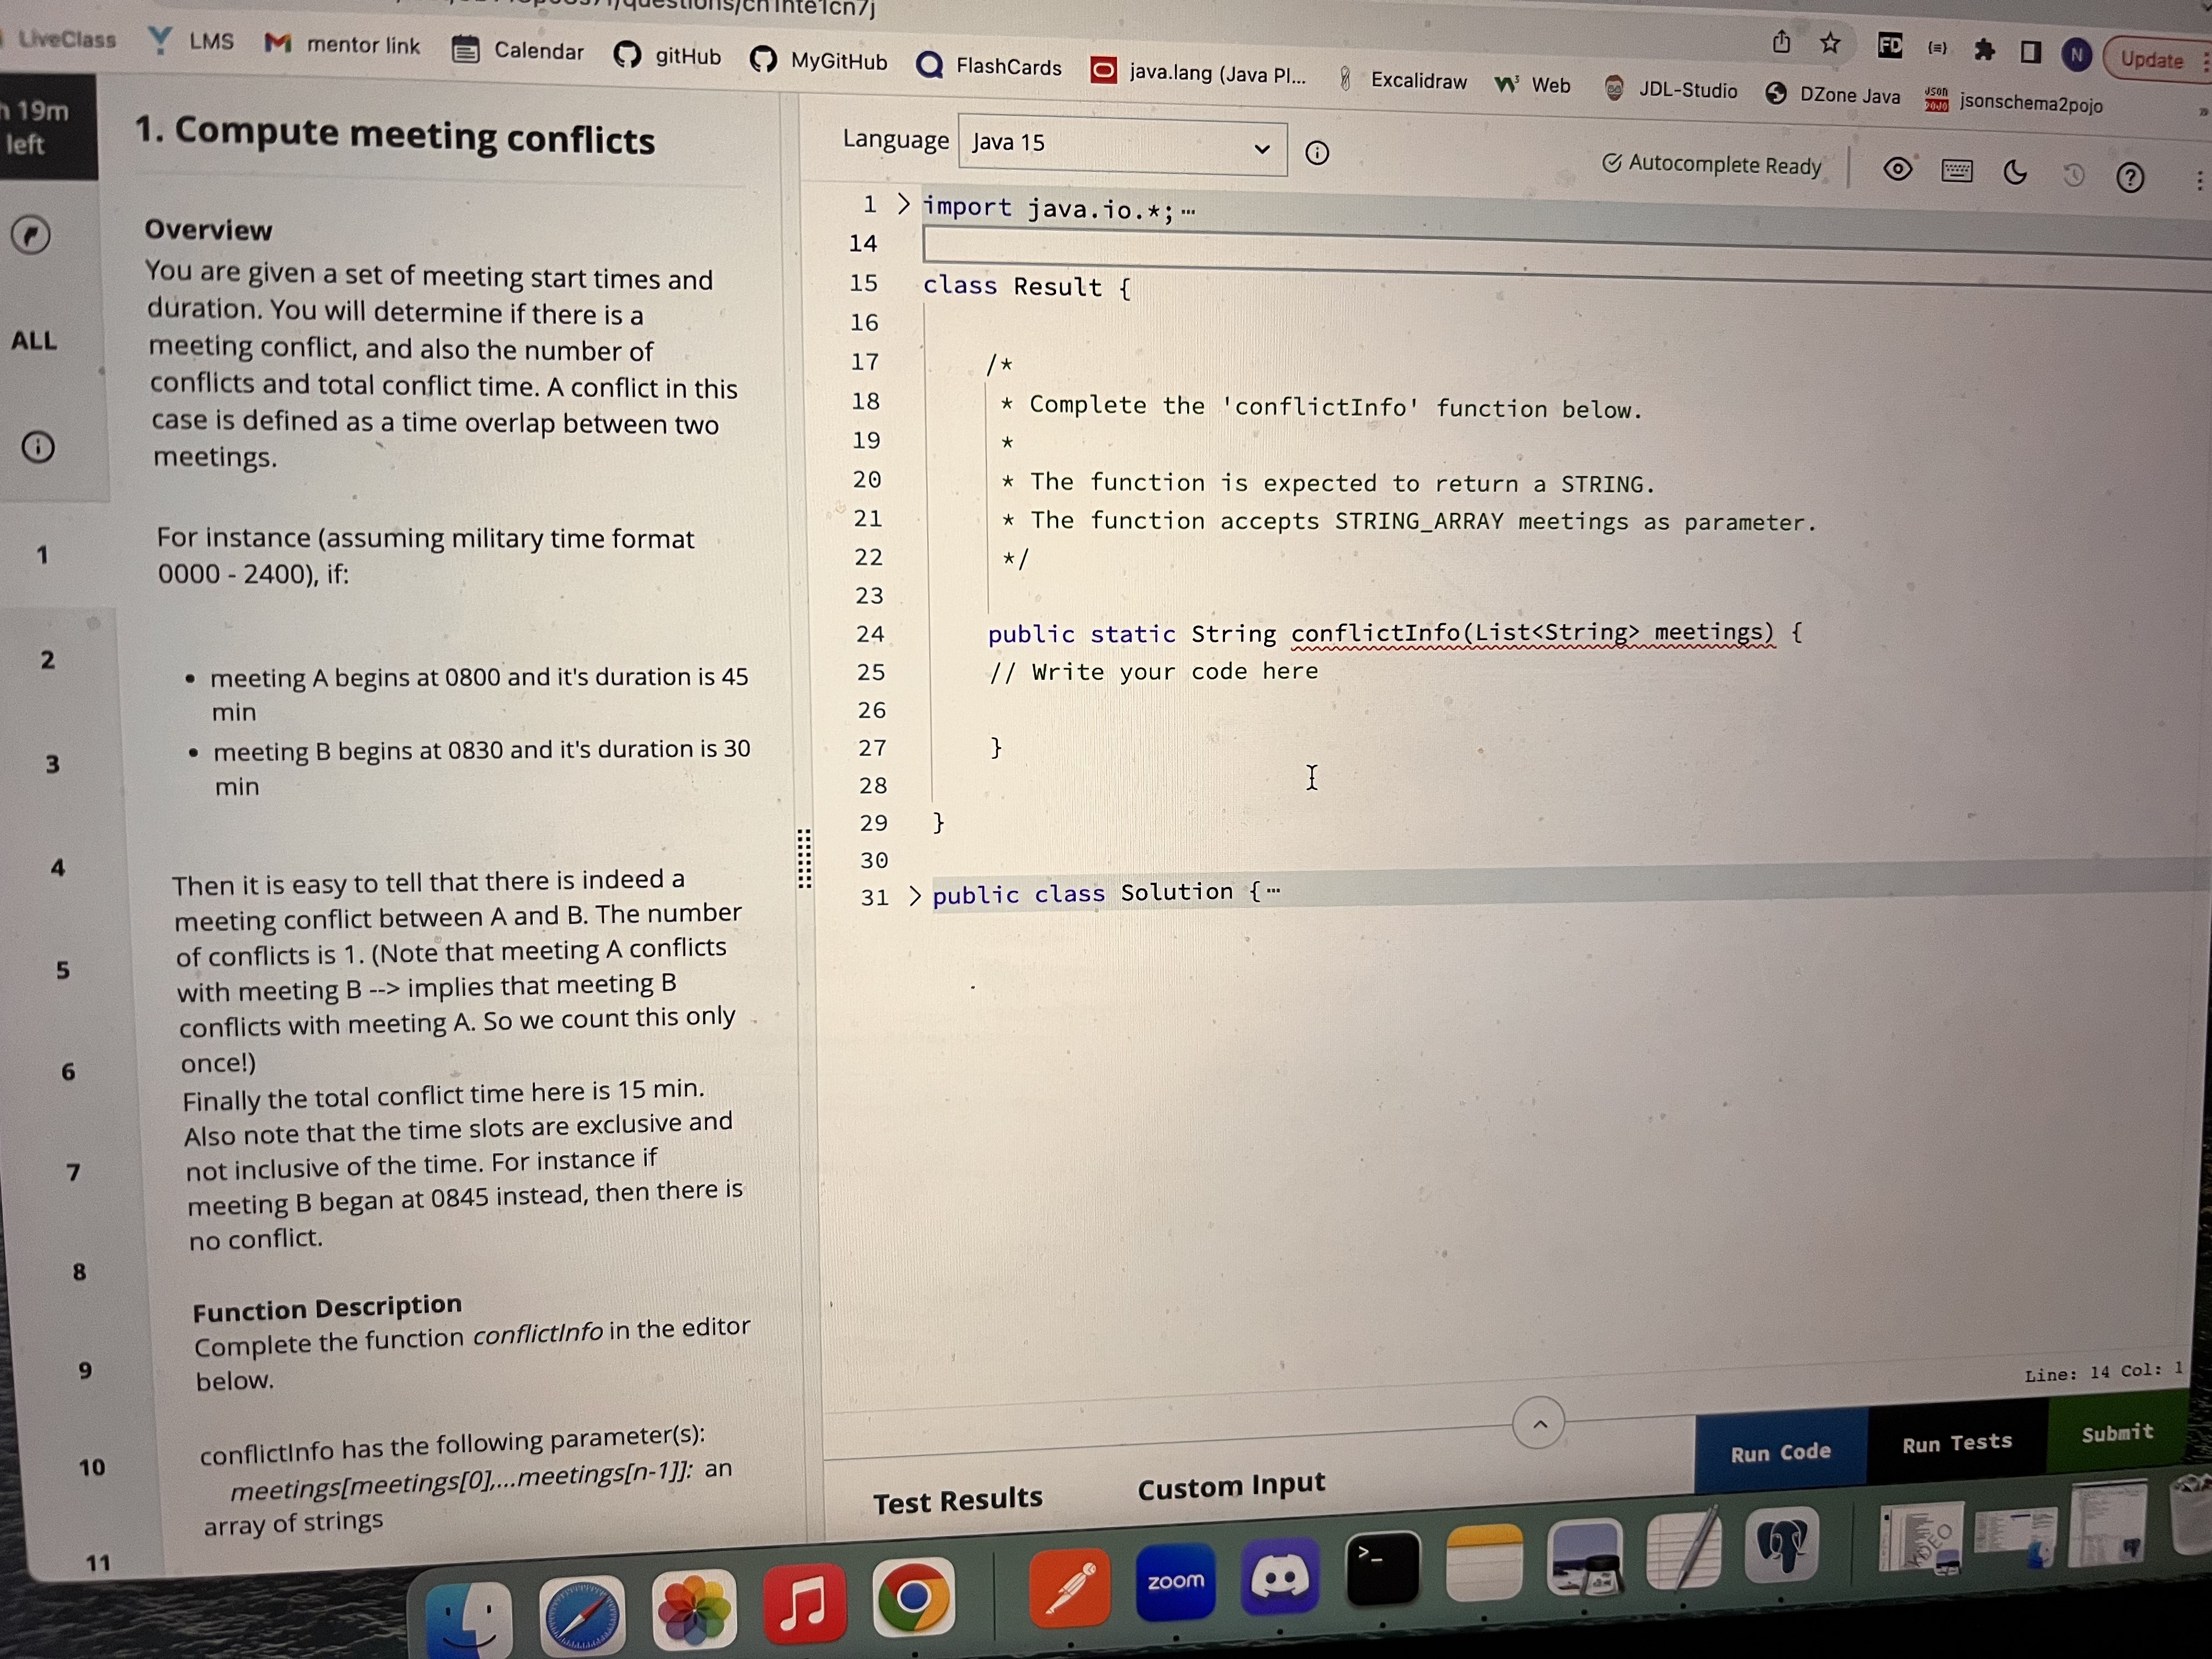 /questions/ch1hte1cn7j
LiveClass LMS mentor link Calendar gitHub MyGitHub FlashCards java.lang (Java Pl... Excalidraw W³ Web JDL-Studio DZone Java JSON POJO jsonschema2pojo »
FD {=} N Update
19m
left
ALL
1
2
3
4
5
6
7
8
9
10
11
1. Compute meeting conflicts
Overview
You are given a set of meeting start times and
duration. You will determine if there is a
meeting conflict, and also the number of
conflicts and total conflict time. A conflict in this
case is defined as a time overlap between two
meetings.
For instance (assuming military time format
0000 - 2400), if:
• meeting A begins at 0800 and it's duration is 45
min
• meeting B begins at 0830 and it's duration is 30
min
Then it is easy to tell that there is indeed a
meeting conflict between A and B. The number
of conflicts is 1. (Note that meeting A conflicts
with meeting B --> implies that meeting B
conflicts with meeting A. So we count this only
once!)
Finally the total conflict time here is 15 min.
Also note that the time slots are exclusive and
not inclusive of the time. For instance if
meeting B began at 0845 instead, then there is
no conflict.
Function Description
Complete the function conflictInfo in the editor
below.
conflictInfo has the following parameter(s):
meetings[meetings[0],...meetings[n-1]]: an
array of strings
Language Java 15
Autocomplete Ready
1 > import java.io.*;...
14
15 class Result {
16
17 /*
18 * Complete the 'conflictInfo' function below.
19 *
20 * The function is expected to return a STRING.
21 * The function accepts STRING_ARRAY meetings as parameter.
22 */
23
24 public static String conflictInfo(List<String> meetings) {
25 // Write your code here
26
27 }
28
29 }
30
31 > public class Solution {...
Line: 14 Col: 1
Test Results Custom Input Run Code Run Tests Submit
zoom
>_